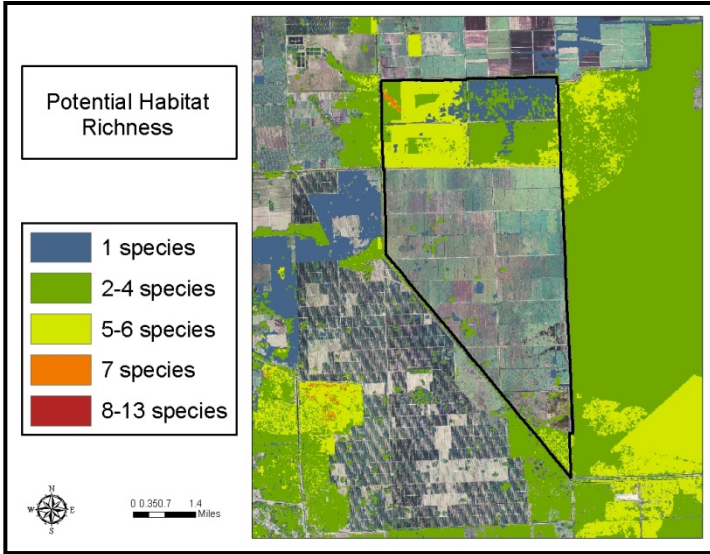 Potential Habitat
Richness
1 species
2-4 species
5-6 species
7 species
8-13 species
N
W E
S
0 0.350.7 1.4
Miles